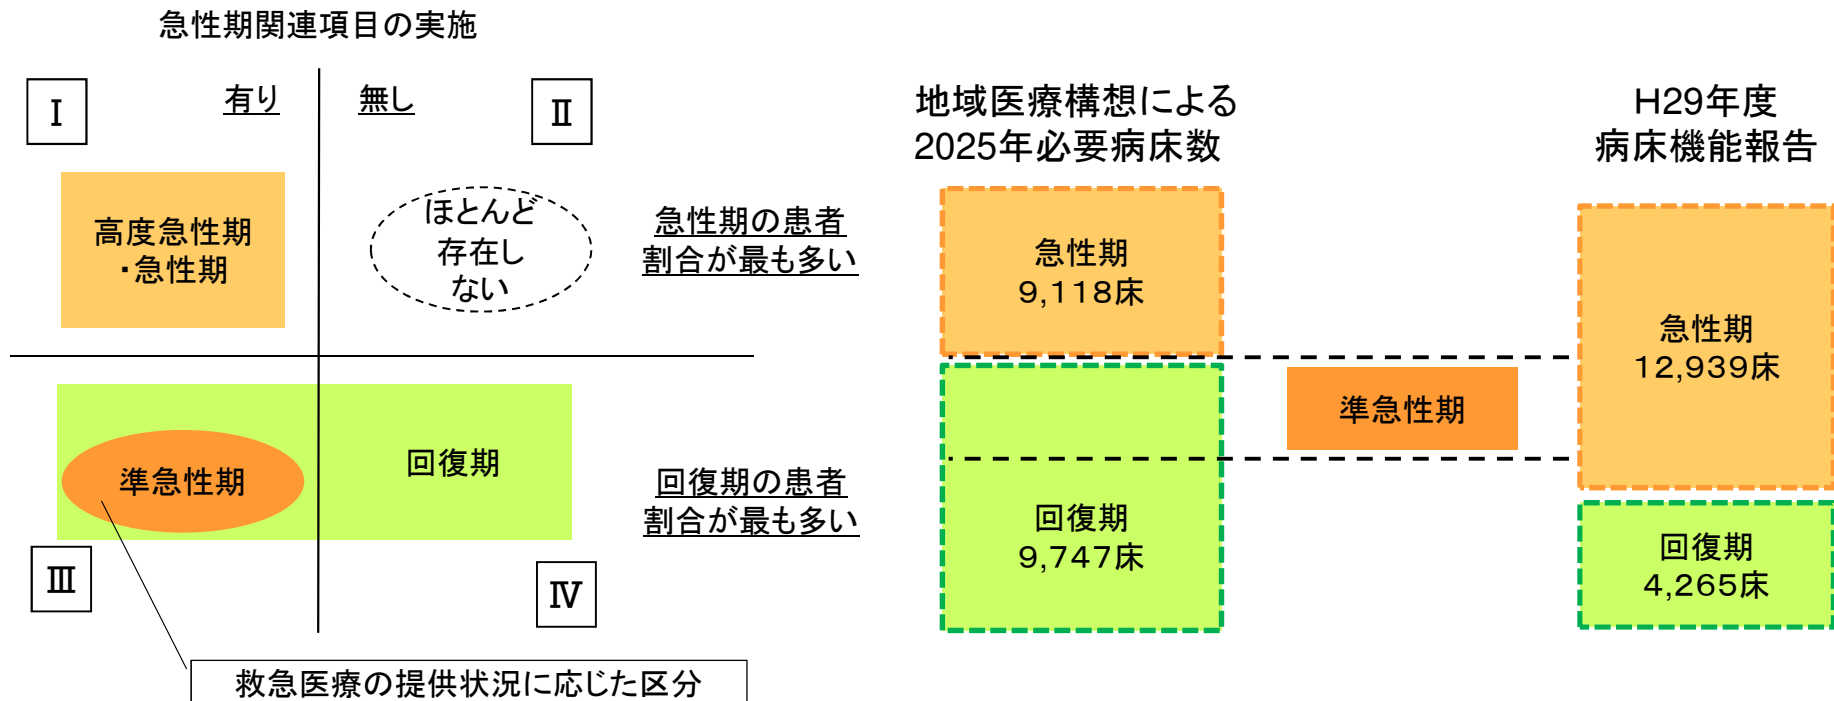 急性期関連項目の実施
Ⅰ
有り
無し
Ⅱ
高度急性期
・急性期
ほとんど
存在し
ない
急性期の患者
割合が最も多い
準急性期
回復期
回復期の患者
割合が最も多い
Ⅲ
Ⅳ
救急医療の提供状況に応じた区分
地域医療構想による
2025年必要病床数
急性期
9,118床
回復期
9,747床
準急性期
H29年度
病床機能報告
急性期
12,939床
回復期
4,265床